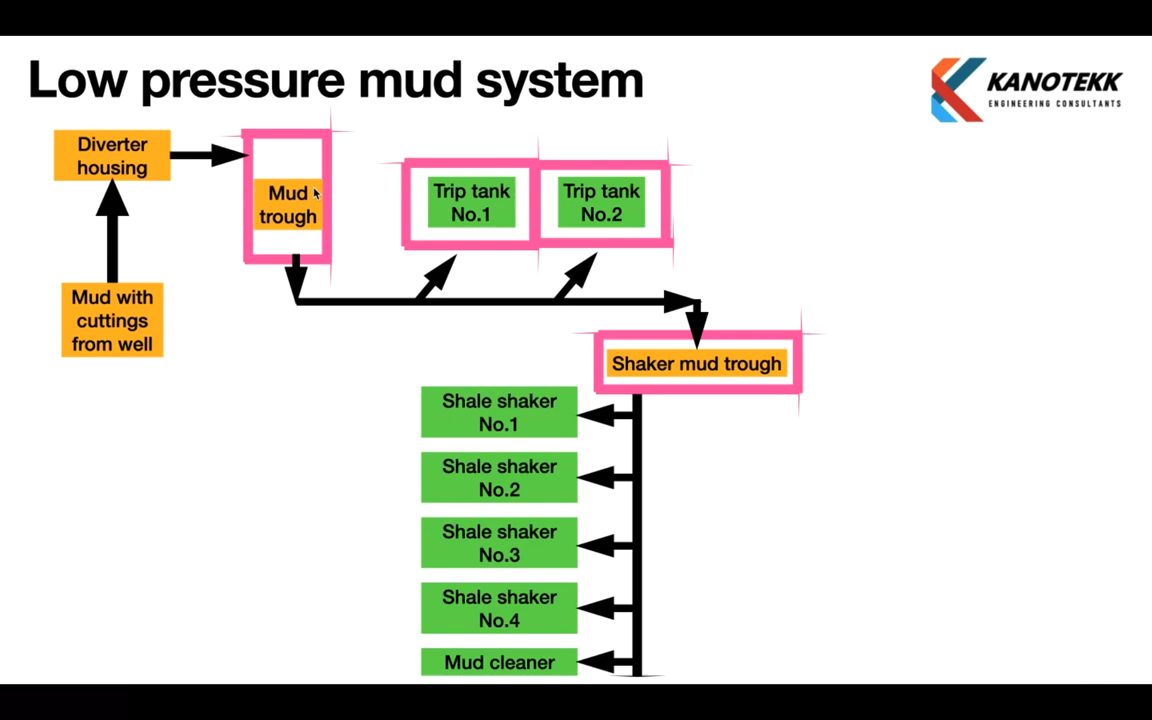 Low pressure mud system
KANOTEKK
ENGINEERING CONSULTANTS
Diverter
housing
Mud
trough
Trip tank
No.1
Trip tank
No.2
Mud with
cuttings
from well
Shaker mud trough
Shale shaker
No.1
Shale shaker
No.2
Shale shaker
No.3
Shale shaker
No.4
Mud cleaner